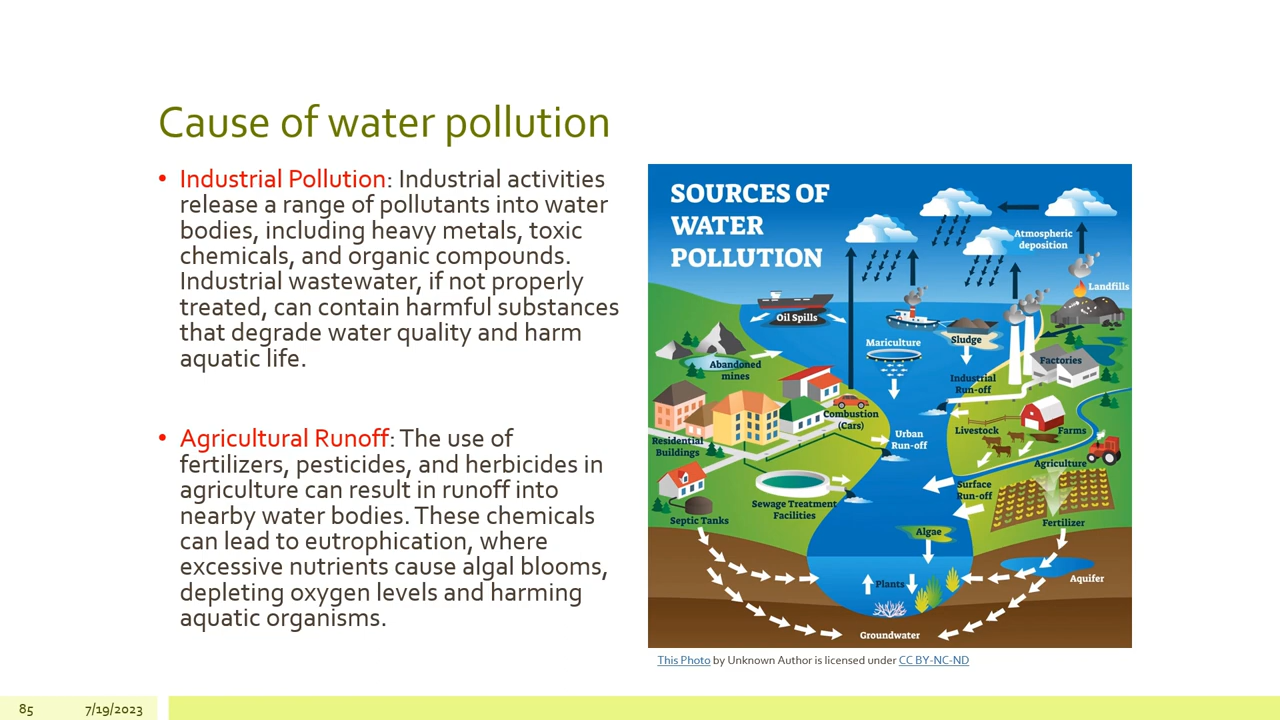 Cause of water pollution
• Industrial Pollution: Industrial activities
release a range of pollutants into water
bodies, including heavy metals, toxic
chemicals, and organic compounds.
Industrial wastewater, if not properly
treated, can contain harmful substances
that degrade water quality and harm
aquatic life.
• Agricultural Runoff: The use of
fertilizers, pesticides, and herbicides in
agriculture can result in runoff into
nearby water bodies. These chemicals
can lead to eutrophication, where
excessive nutrients cause algal blooms,
depleting oxygen levels and harming
aquatic organisms.
SOURCES OF
WATER
POLLUTION
Atmospheric
deposition
Landfills
Oil Spills
Mariculture
Sludge
Abandoned
mines
Factories
Industrial
Run-off
Combustion
(Cars)
Livestock
Farms
Residential
Buildings
Urban
Run-off
Agriculture
Surface
Run-off
Sewage Treatment
Facilities
Septic Tanks
Fertilizer
Algae
Plants
Aquifer
Groundwater
This Photo by Unknown Author is licensed under CC BY-NC-ND
85 7/19/2023